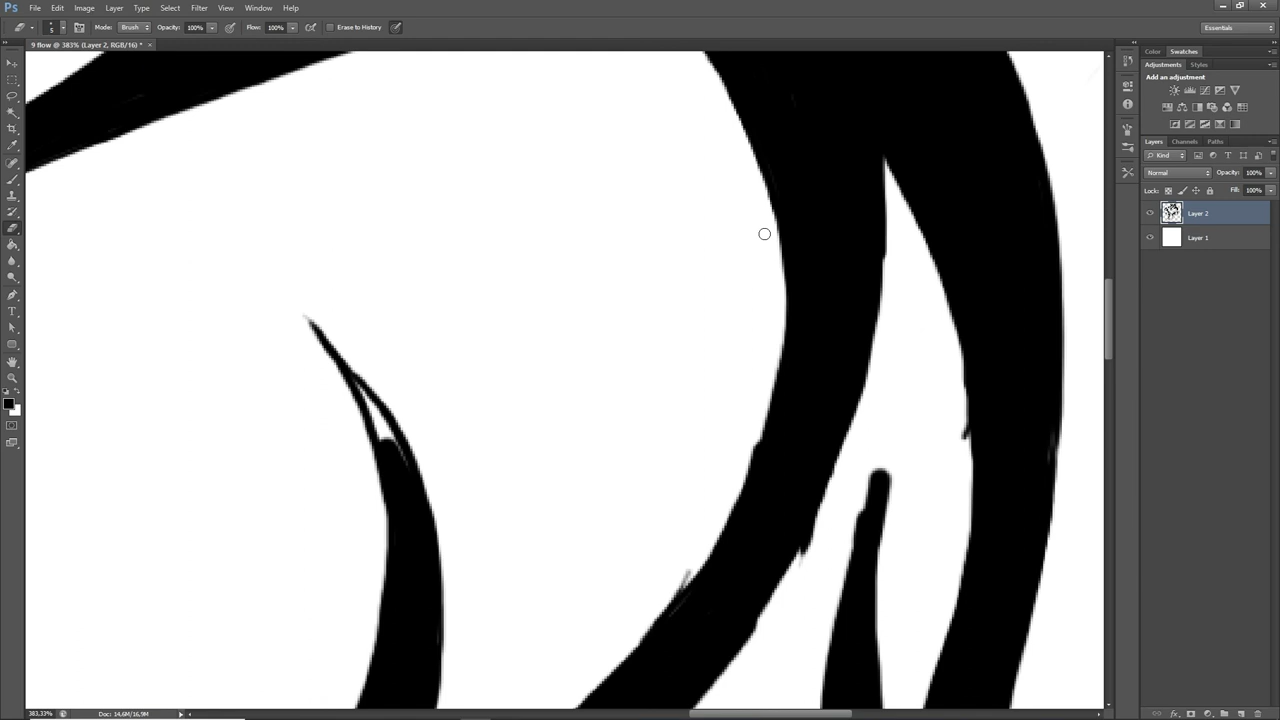 Ps File Edit Image Layer Type Select Filter View Window Help
5 Mode: Brush Opacity: 100% Flow: 100% Erase to History Essentials
9 flow @ 383% (Layer 2, RGB/16) * ×
Color Swatches
Adjustments Styles
Add an adjustment
Layers Channels Paths
Kind
Normal Opacity: 100%
Lock: Fill: 100%
Layer 2
Layer 1
383,33% Doc: 14,6M/16,9M